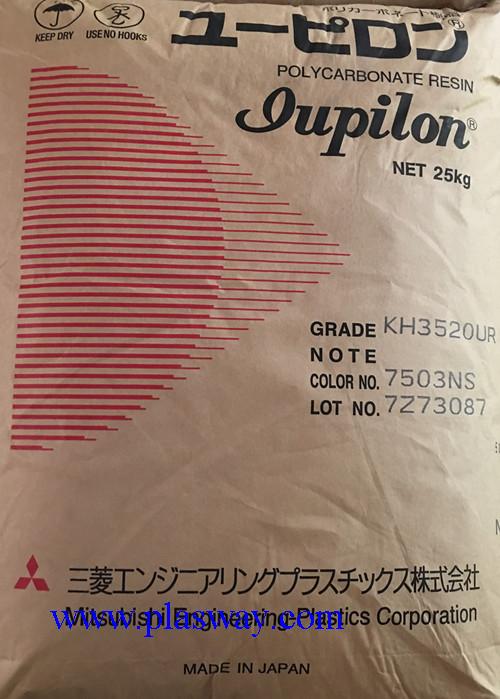 KEEP DRY
USE NO HOOKS
ポリカーボネート樹脂
ユーピロン®
POLYCARBONATE RESIN
Iupilon®
NET 25kg
GRADE KH3520UR
NOTE
COLOR NO. 7503NS
LOT NO. 7Z73087
三菱エンジニアリングプラスチックス株式会社
Mitsubishi Engineering-Plastics Corporation
www.plasway.com
MADE IN JAPAN